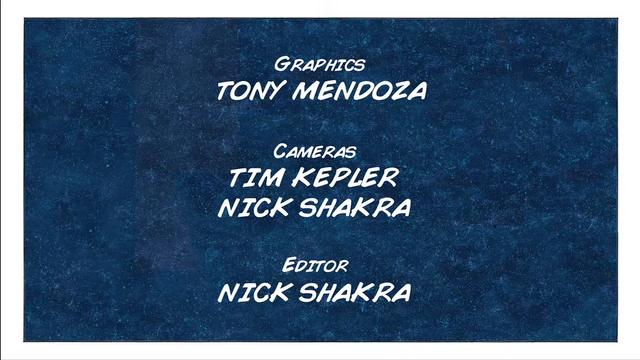 Graphics
TONY MENDOZA
Cameras
TIM KEPLER
NICK SHAKRA
Editor
NICK SHAKRA